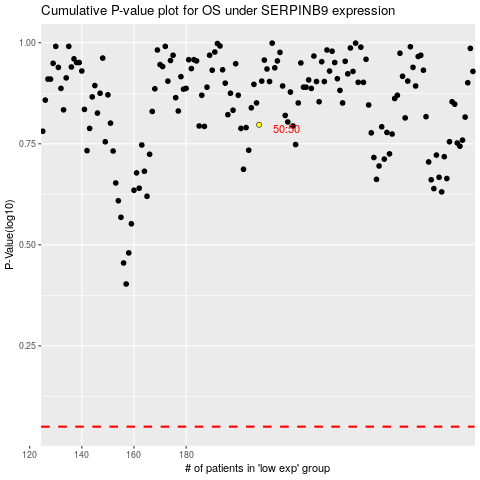 Cumulative P-value plot for OS under SERPINB9 expression
P-Value(log10)
1.00
0.75
0.50
0.25
50:50
120 140 160 180
# of patients in 'low exp' group